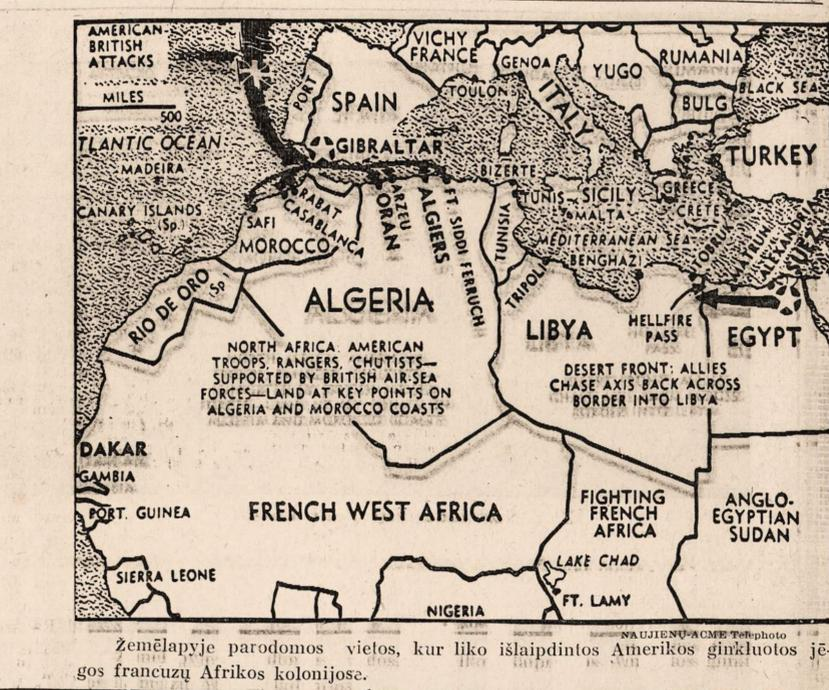 AMERICAN-
BRITISH
ATTACKS
MILES
500
TLANTIC OCEAN
MADEIRA
CANARY ISLANDS
(Sp.)
PORT
SPAIN
VICHY
FRANCE
GENOA
TOULON
ITALY
YUGO
RUMANIA
BULG
BLACK SEA
TURKEY
GIBRALTAR
BIZERTE
TUNIS
SICILY
MALTA
GREECE
CRETE
MEDITERRANEAN SEA
BENGHAZI
TOBRUK
MATRUH
ALEXANDRIA
SUEZ
SAFI
RABAT
CASABLANCA
MOROCCO
ARZEU
ORAN
ALGIERS
FT. SIDDI FERRUCH
TUNISIA
TRIPOLI
RIO DE ORO
Sp
ALGERIA
LIBYA
HELLFIRE
PASS
EGYPT
NORTH AFRICA: AMERICAN
TROOPS, RANGERS, 'CHUTISTS—
SUPPORTED BY BRITISH AIR-SEA
FORCES—LAND AT KEY POINTS ON
ALGERIA AND MOROCCO COASTS
DESERT FRONT: ALLIES
CHASE AXIS BACK ACROSS
BORDER INTO LIBYA
DAKAR
GAMBIA
PORT. GUINEA
SIERRA LEONE
FRENCH WEST AFRICA
NIGERIA
FIGHTING
FRENCH
AFRICA
LAKE CHAD
FT. LAMY
ANGLO-
EGYPTIAN
SUDAN
NAUJIENŲ-ACME Telephoto
Žemėlapyje parodomos vietos, kur liko išlaipdintos Amerikos ginkluotos jė-
gos francuzų Afrikos kolonijose.